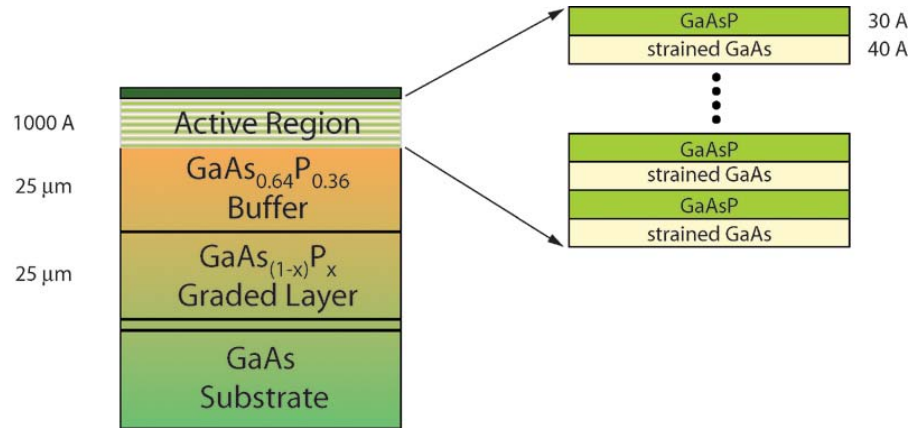 1000 A
Active Region
25 μm
GaAs₀.₆₄P₀.₃₆
Buffer
25 μm
GaAs₍₁₋ₓ₎Pₓ
Graded Layer
GaAs
Substrate
GaAsP
30 A
strained GaAs
40 A
GaAsP
strained GaAs
GaAsP
strained GaAs